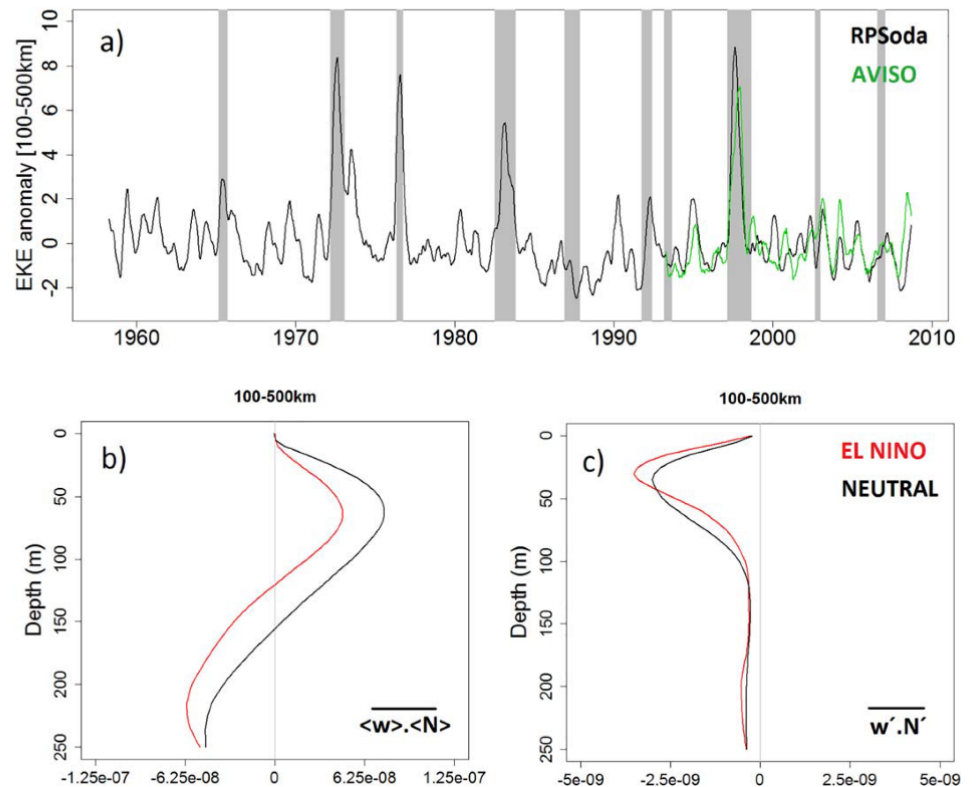 a)
RPSoda
AVISO
EKE anomaly [100-500km]
10
8
6
4
2
0
-2
1960
1970
1980
1990
2000
2010
100-500km
b)
Depth (m)
0
50
100
150
200
250
<w>.<N>
-1.25e-07
-6.25e-08
0
6.25e-08
1.25e-07
100-500km
c)
EL NINO
NEUTRAL
Depth (m)
0
50
100
150
200
250
w´.N´
-5e-09
-2.5e-09
0
2.5e-09
5e-09